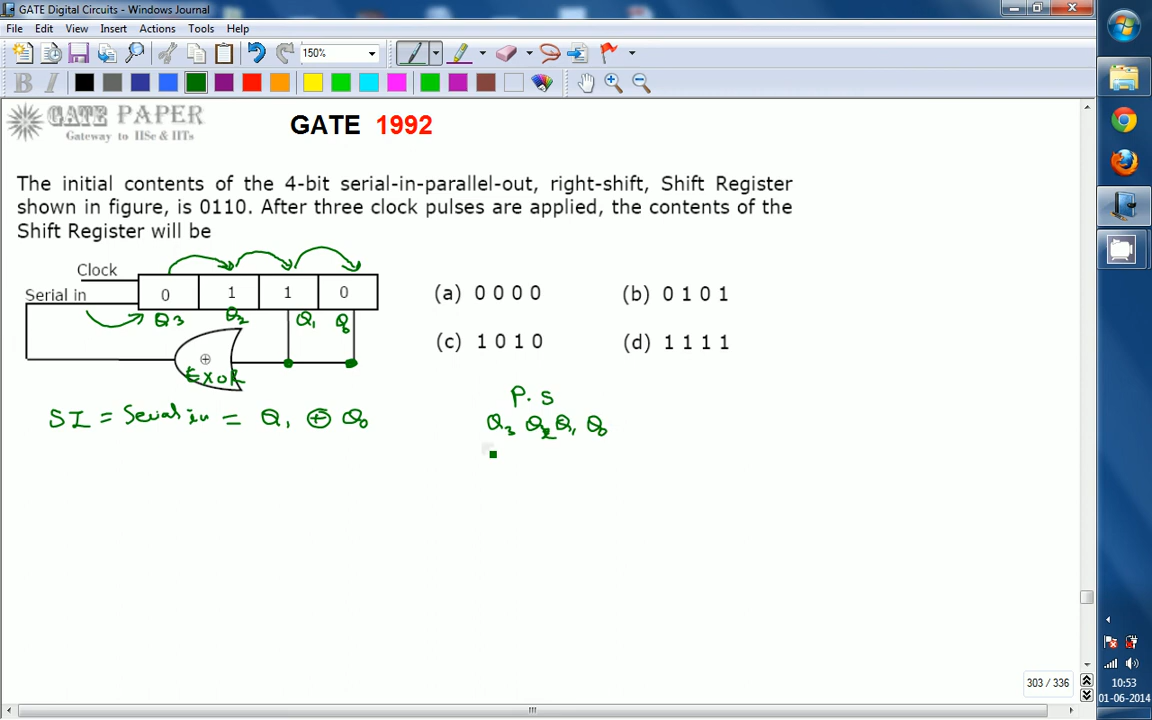 GATE Digital Circuits - Windows Journal
File Edit View Insert Actions Tools Help
150%
B I
GATE PAPER
Gateway to IISc & IITs
GATE 1992
The initial contents of the 4-bit serial-in-parallel-out, right-shift, Shift Register
shown in figure, is 0110. After three clock pulses are applied, the contents of the
Shift Register will be
Clock
Serial in
0 1 1 0
Q3 Q2 Q1 Q0
⊕
EXOR
(a) 0 0 0 0
(b) 0 1 0 1
(c) 1 0 1 0
(d) 1 1 1 1
SI = Serial in = Q1 ⊕ Q0
P.S
Q3 Q2 Q1 Q0
303 / 336
10:53
01-06-2014